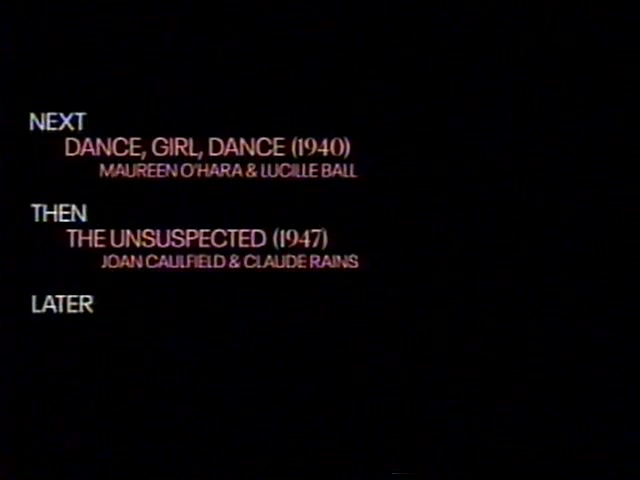 NEXT
DANCE, GIRL, DANCE (1940)
MAUREEN O'HARA & LUCILLE BALL
THEN
THE UNSUSPECTED (1947)
JOAN CAULFIELD & CLAUDE RAINS
LATER